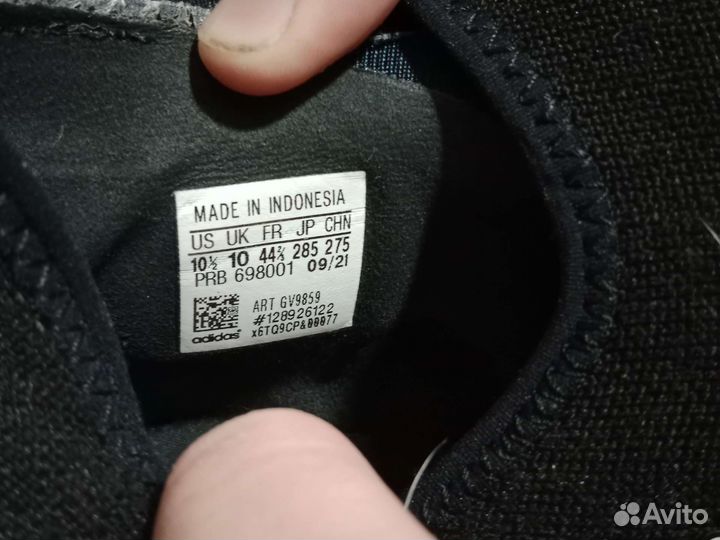 MADE IN INDONESIA
US UK FR JP CHN
10½ 10 44⅔ 285 275
PRB 698001 09/21
ART GV9859
#128926122
adidas x6TQ9CP&00077
Avito